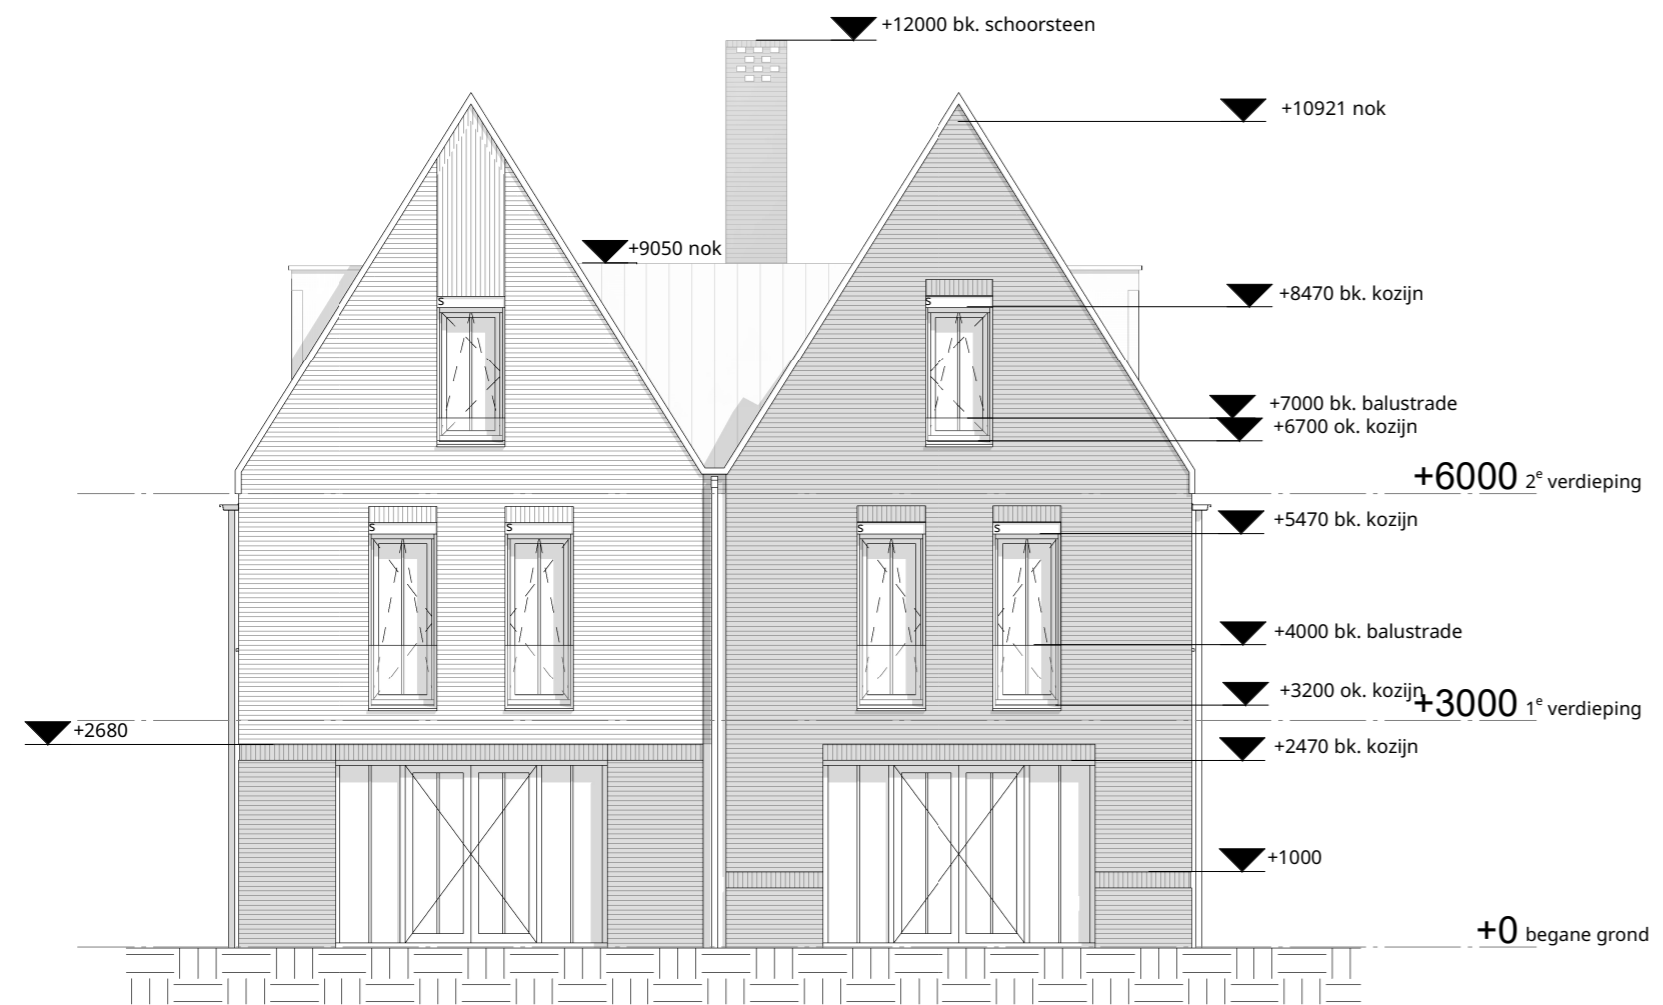 +12000 bk. schoorsteen
+10921 nok
+9050 nok
+8470 bk. kozijn
S
S
+7000 bk. balustrade
+6700 ok. kozijn
+6000 2e verdieping
+5470 bk. kozijn
S
S
S
S
+4000 bk. balustrade
+3200 ok. kozijn
+3000 1e verdieping
+2680
+2470 bk. kozijn
+1000
+0 begane grond